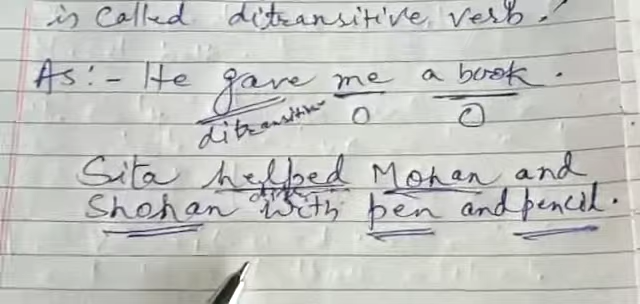 is called ditransitive verb.
As:- He gave me a book.
ditransitive O O
Sita helped Mohan and
Shohan with pen and pencil.